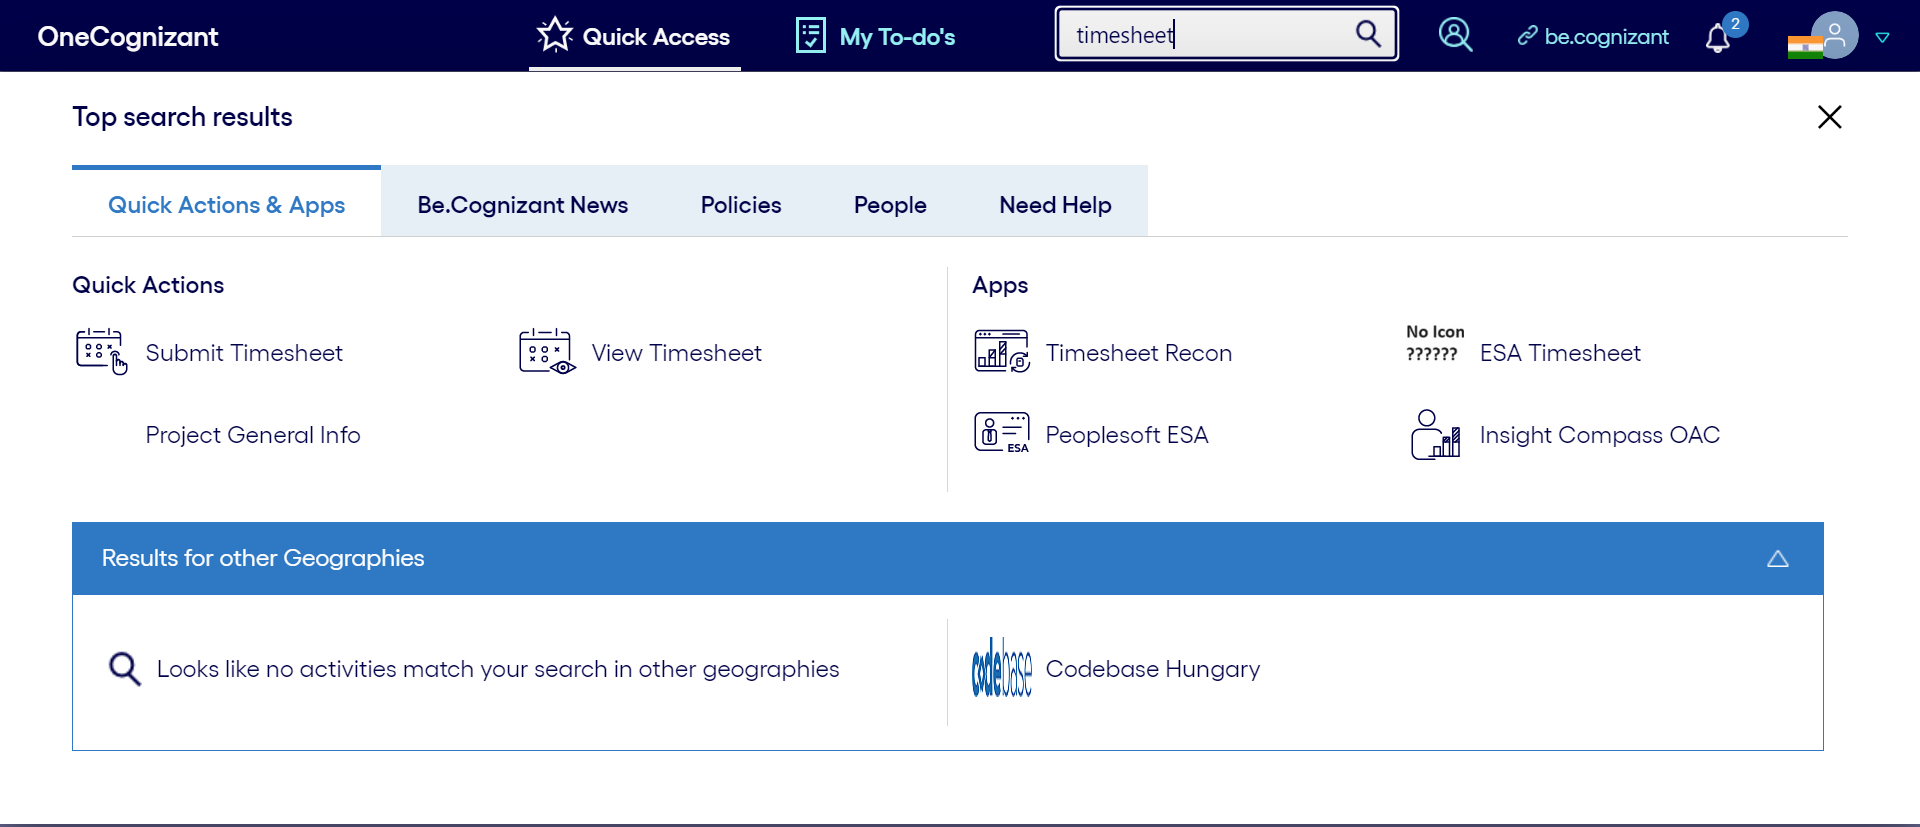 OneCognizant
Quick Access
My To-do's
timesheet
be.cognizant
2
Top search results
Quick Actions & Apps
Be.Cognizant News
Policies
People
Need Help
Quick Actions
Submit Timesheet
View Timesheet
Project General Info
Apps
Timesheet Recon
No Icon
??????
ESA Timesheet
ESA
Peoplesoft ESA
Insight Compass OAC
Results for other Geographies
Looks like no activities match your search in other geographies
codebase
Codebase Hungary